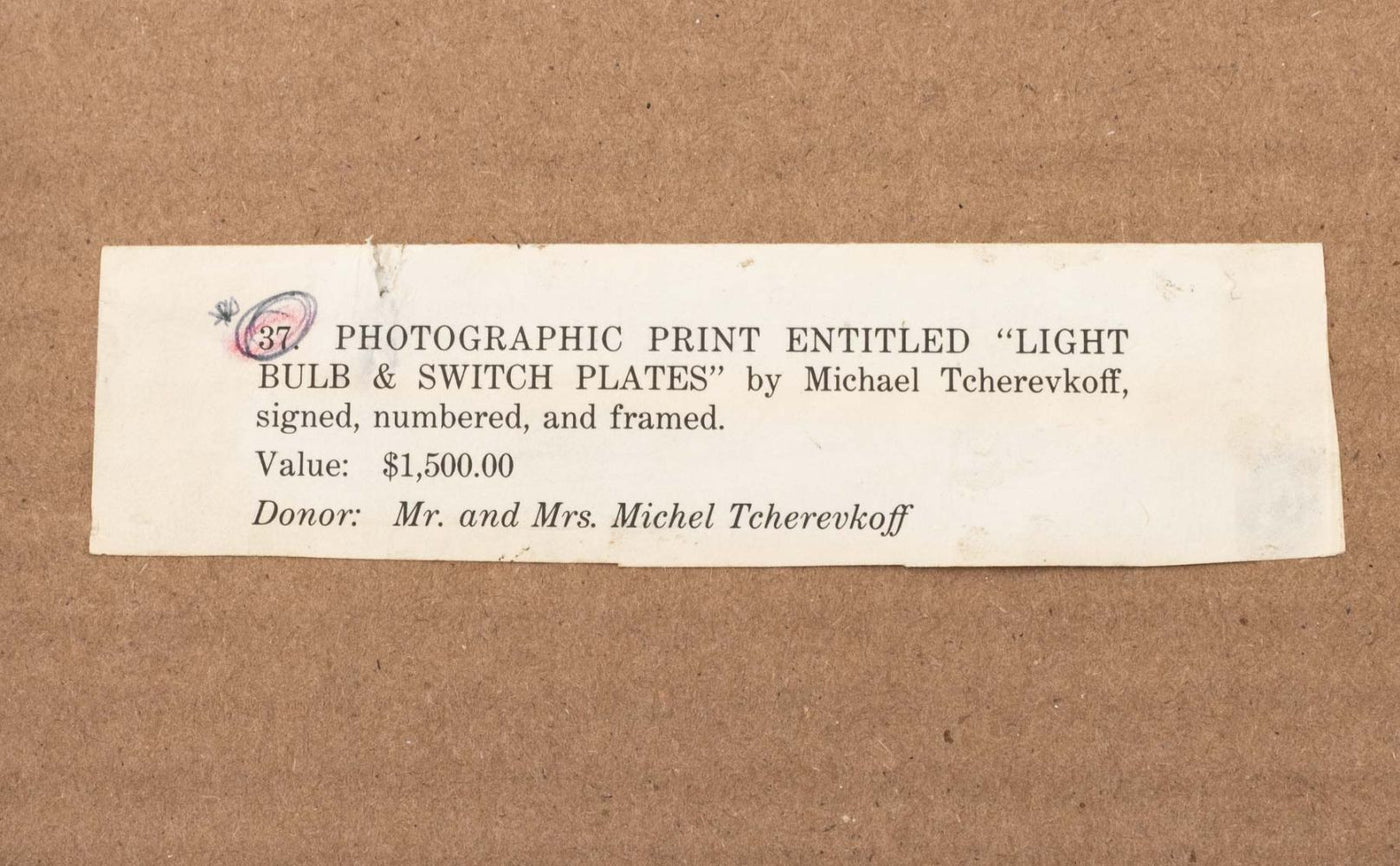 37. PHOTOGRAPHIC PRINT ENTITLED “LIGHT
BULB & SWITCH PLATES” by Michael Tcherevkoff,
signed, numbered, and framed.
Value: $1,500.00
Donor: Mr. and Mrs. Michel Tcherevkoff